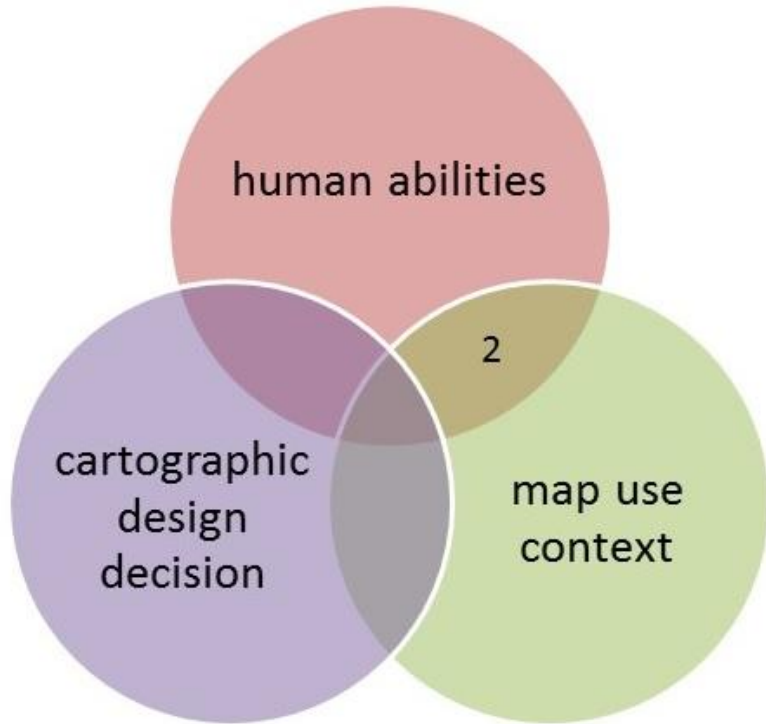 human abilities
2
cartographic
design
decision
map use
context